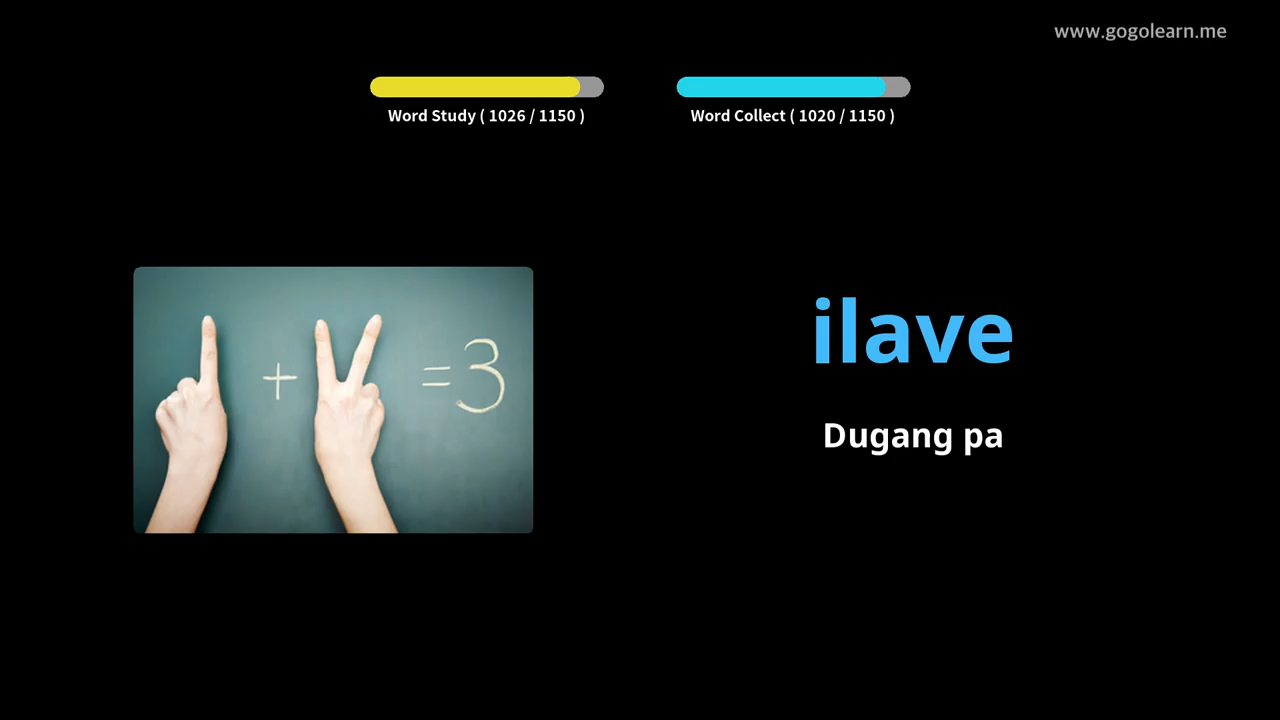 www.gogolearn.me
Word Study ( 1026 / 1150 )
Word Collect ( 1020 / 1150 )
+ = 3
ilave
Dugang pa